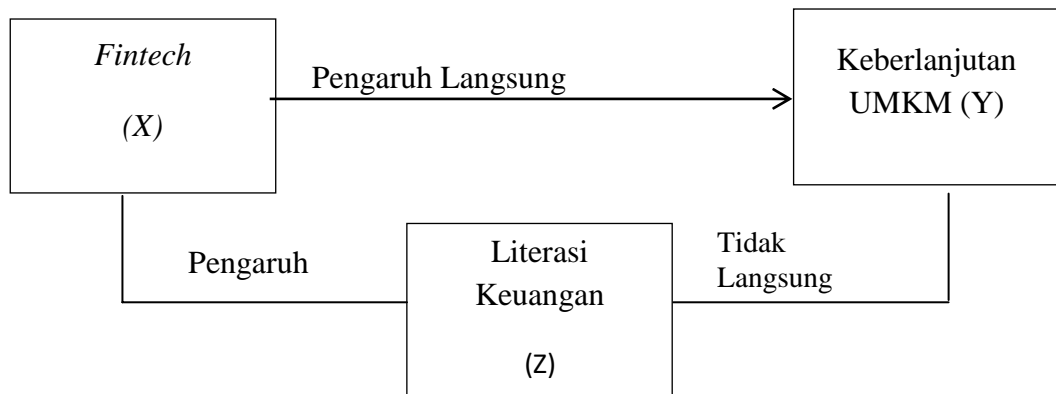 Fintech
(X)
Pengaruh Langsung
Keberlanjutan
UMKM (Y)
Pengaruh
Literasi
Keuangan
(Z)
Tidak
Langsung